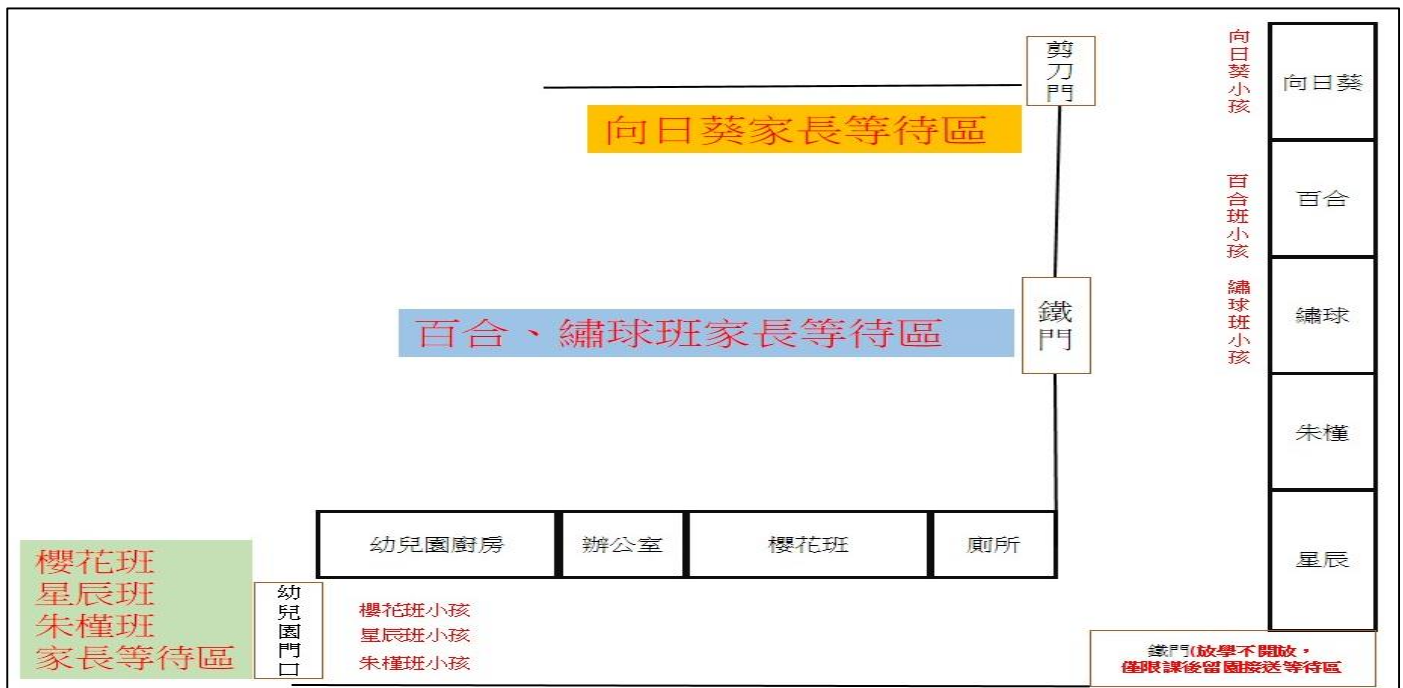 剪刀門
向日葵家長等待區
向日葵小孩
向日葵
百合班小孩
百合
百合、繡球班家長等待區
鐵門
繡球班小孩
繡球
朱槿
幼兒園廚房
辦公室
櫻花班
廁所
星辰
櫻花班
星辰班
朱槿班
家長等待區
幼兒園門口
櫻花班小孩
星辰班小孩
朱槿班小孩
鐵門(放學不開放，
僅限課後留園接送等待區